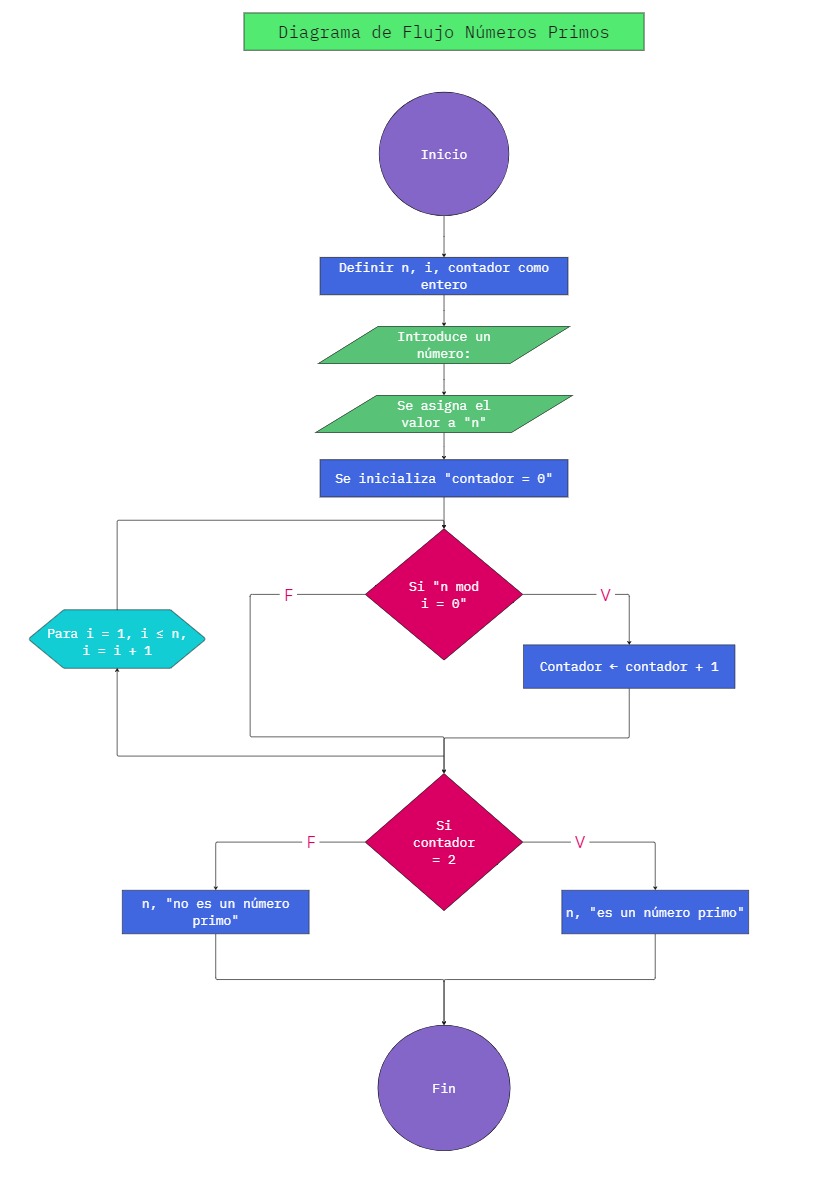 Diagrama de Flujo Números Primos
Inicio
Definir n, i, contador como
entero
Introduce un
número:
Se asigna el
valor a "n"
Se inicializa "contador = 0"
Si "n mod
i = 0"
F
V
Para i = 1, i ≤ n,
i = i + 1
Contador ← contador + 1
Si
contador
= 2
F
V
n, "no es un número
primo"
n, "es un número primo"
Fin